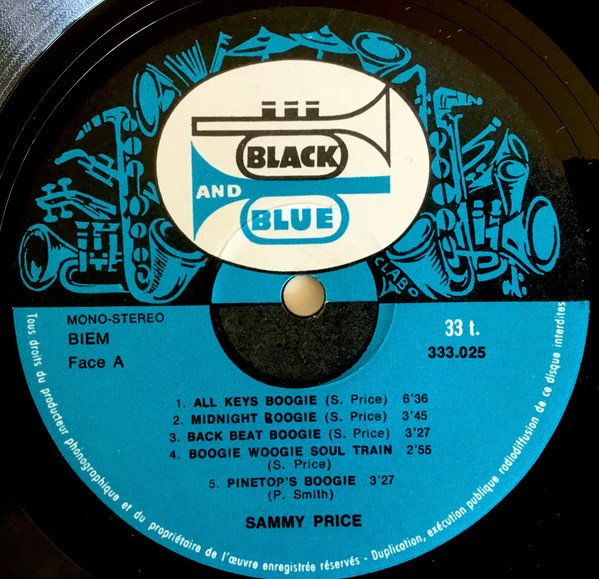 BLACK
AND
BLUE
CLABO
MONO-STEREO
BIEM
Face A
33 t.
333.025
1. ALL KEYS BOOGIE (S. Price) 6'36
2. MIDNIGHT BOOGIE (S. Price) 3'45
3. BACK BEAT BOOGIE (S. Price) 3'27
4. BOOGIE WOOGIE SOUL TRAIN 2'55
(S. Price)
5. PINETOP'S BOOGIE 3'27
(P. Smith)
SAMMY PRICE
Tous droits du producteur phonographique et du propriétaire de l'œuvre enregistrée réservés - Duplication, exécution publique radiodiffusion de ce disque interdites